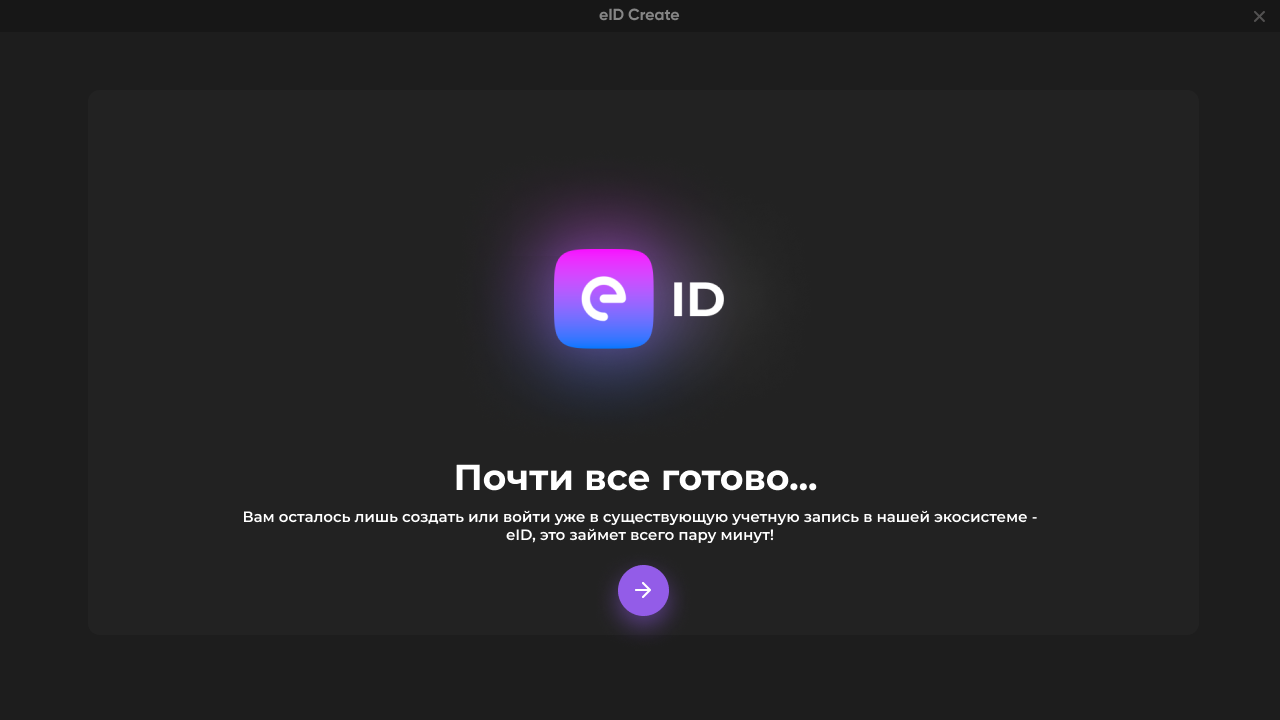 eID Create
e ID
Почти все готово...
Вам осталось лишь создать или войти уже в существующую учетную запись в нашей экосистеме -
eID, это займет всего пару минут!